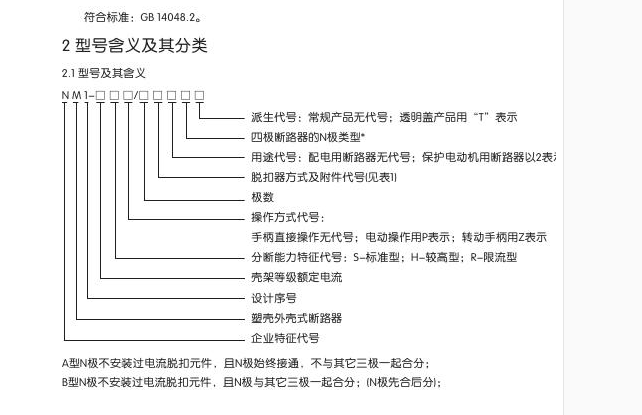 符合标准：GB 14048.2。
2 型号含义及其分类
2.1 型号及其含义
N M 1-□ □ □/□ □ □ □ □
派生代号：常规产品无代号；透明盖产品用“T”表示
四极断路器的N极类型*
用途代号：配电用断路器无代号；保护电动机用断路器以2表
脱扣器方式及附件代号(见表1)
极数
操作方式代号：
手柄直接操作无代号；电动操作用P表示；转动手柄用Z表示
分断能力特征代号：S-标准型；H-较高型；R-限流型
壳架等级额定电流
设计序号
塑壳外壳式断路器
企业特征代号
A型N极不安装过电流脱扣元件，且N极始终接通，不与其它三极一起合分；
B型N极不安装过电流脱扣元件，且N极与其它三极一起合分；(N极先合后分)；